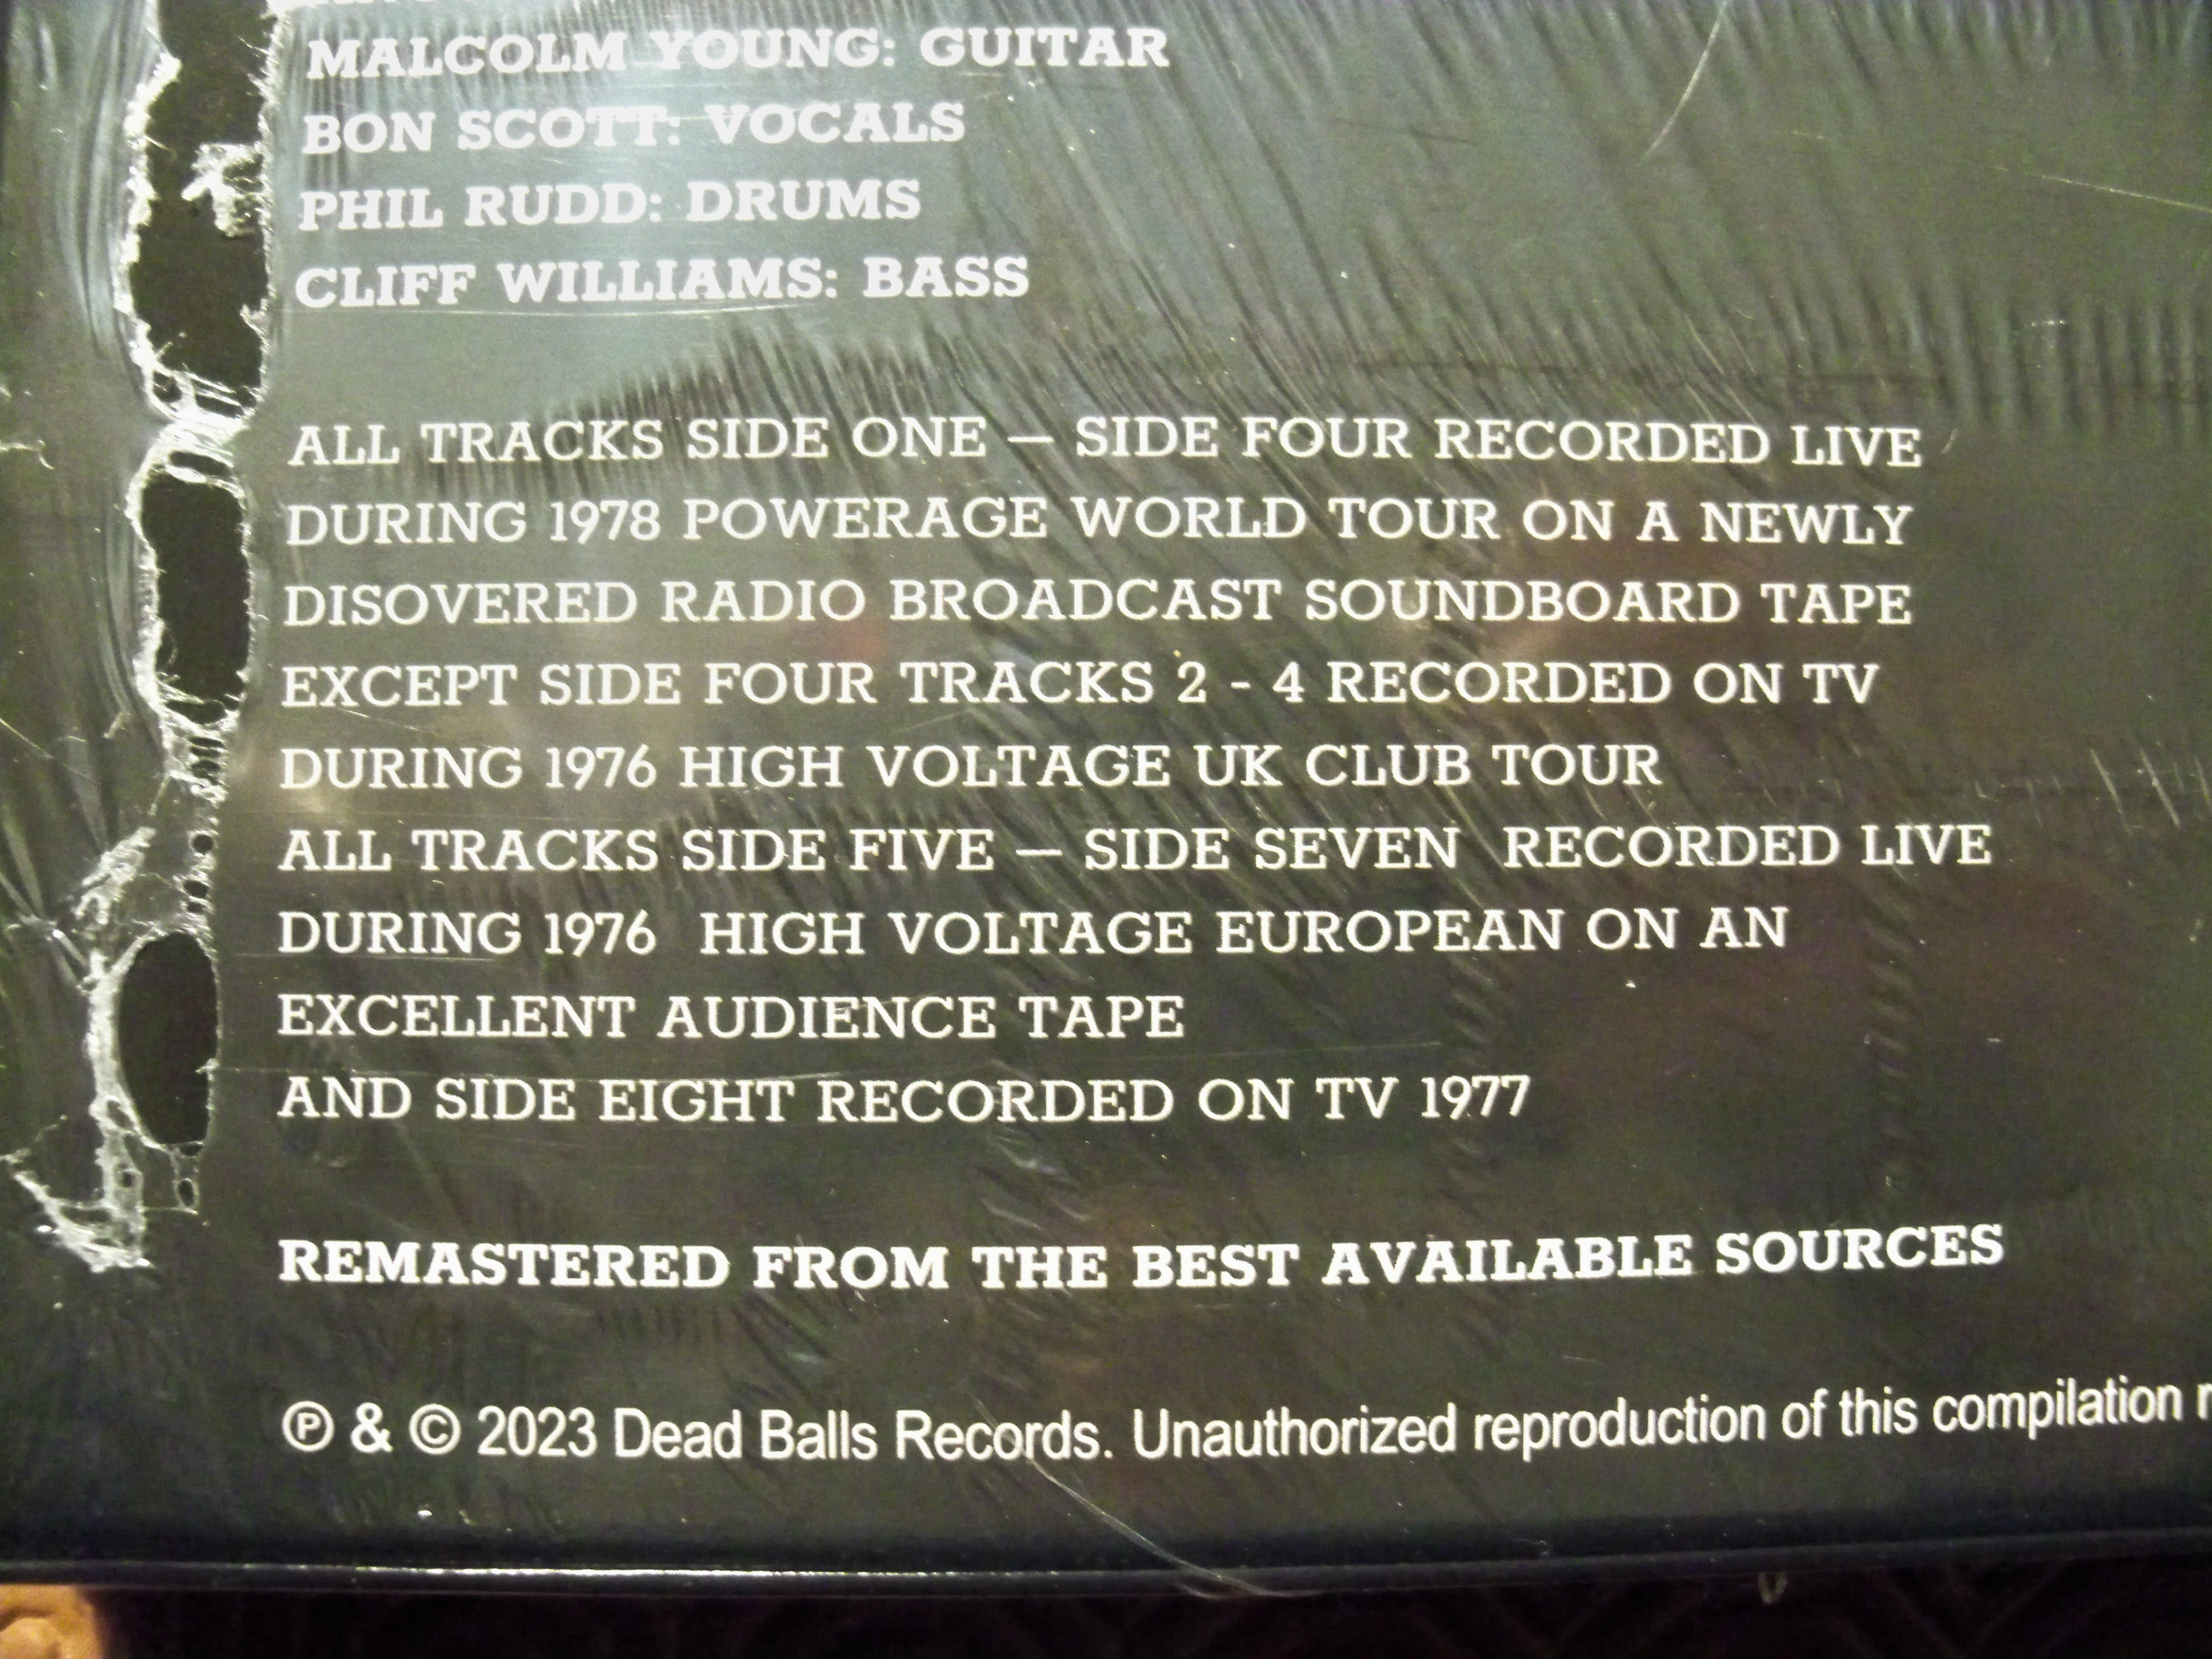 MALCOLM YOUNG: GUITAR
BON SCOTT: VOCALS
PHIL RUDD: DRUMS
CLIFF WILLIAMS: BASS
ALL TRACKS SIDE ONE – SIDE FOUR RECORDED LIVE
DURING 1978 POWERAGE WORLD TOUR ON A NEWLY
DISOVERED RADIO BROADCAST SOUNDBOARD TAPE
EXCEPT SIDE FOUR TRACKS 2 - 4 RECORDED ON TV
DURING 1976 HIGH VOLTAGE UK CLUB TOUR
ALL TRACKS SIDE FIVE – SIDE SEVEN RECORDED LIVE
DURING 1976 HIGH VOLTAGE EUROPEAN ON AN
EXCELLENT AUDIENCE TAPE
AND SIDE EIGHT RECORDED ON TV 1977
REMASTERED FROM THE BEST AVAILABLE SOURCES
℗ & © 2023 Dead Balls Records. Unauthorized reproduction of this compilation